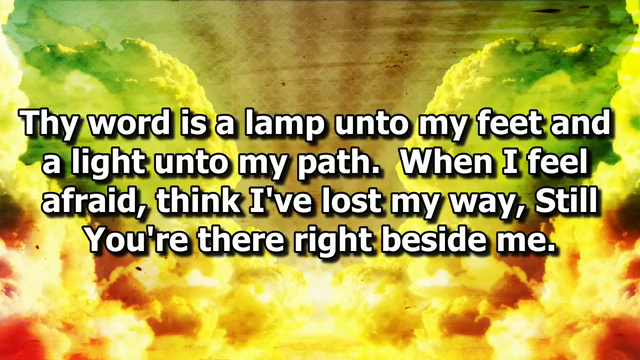 Thy word is a lamp unto my feet and
a light unto my path.  When I feel
afraid, think I've lost my way, Still
You're there right beside me.